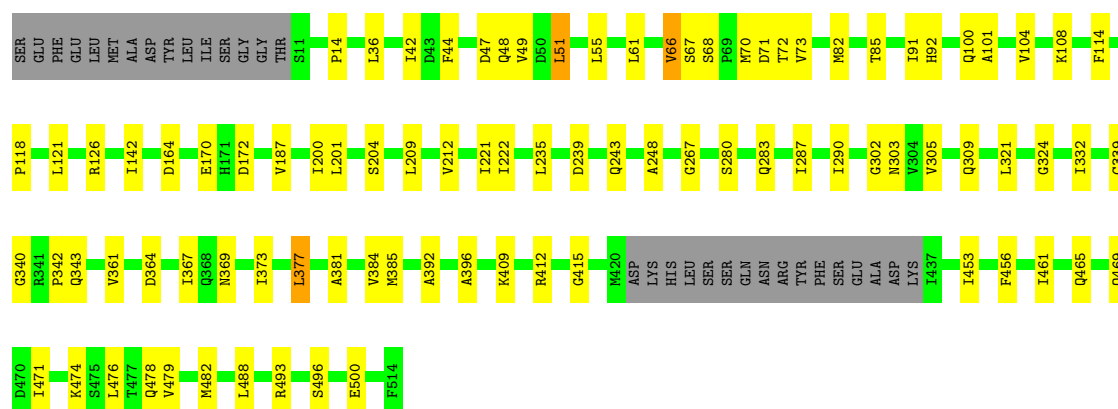 SER GLU PHE GLU LEU MET ALA ASP TYR LEU ILE SER GLY GLY THR S11 P14 L36 I42 D43 F44 D47 Q48 V49 D50 L51 L55 L61 V66 S67 S68 P69 M70 D71 T72 V73 M82 T85 I91 H92 Q100 A101 V104 K108 F114
P118 L121 R126 I142 D164 E170 H171 D172 V187 I200 L201 S204 L209 V212 I221 I222 L235 D239 Q243 A248 G267 S280 Q283 I287 I290 G302 N303 V304 V305 Q309 L321 G324 I332
G340 R341 P342 Q343 V361 D364 I367 Q368 N369 I373 L377 A381 V384 M385 A392 A396 K409 R412 G415 M420 ASP LYS HIS LEU SER SER GLN ASN ARG TYR PHE SER GLU ALA ASP LYS I437 I453 F456 I461 Q465
D470 I471 K474 S475 L476 T477 Q478 V479 M482 L488 R493 S496 E500 F514